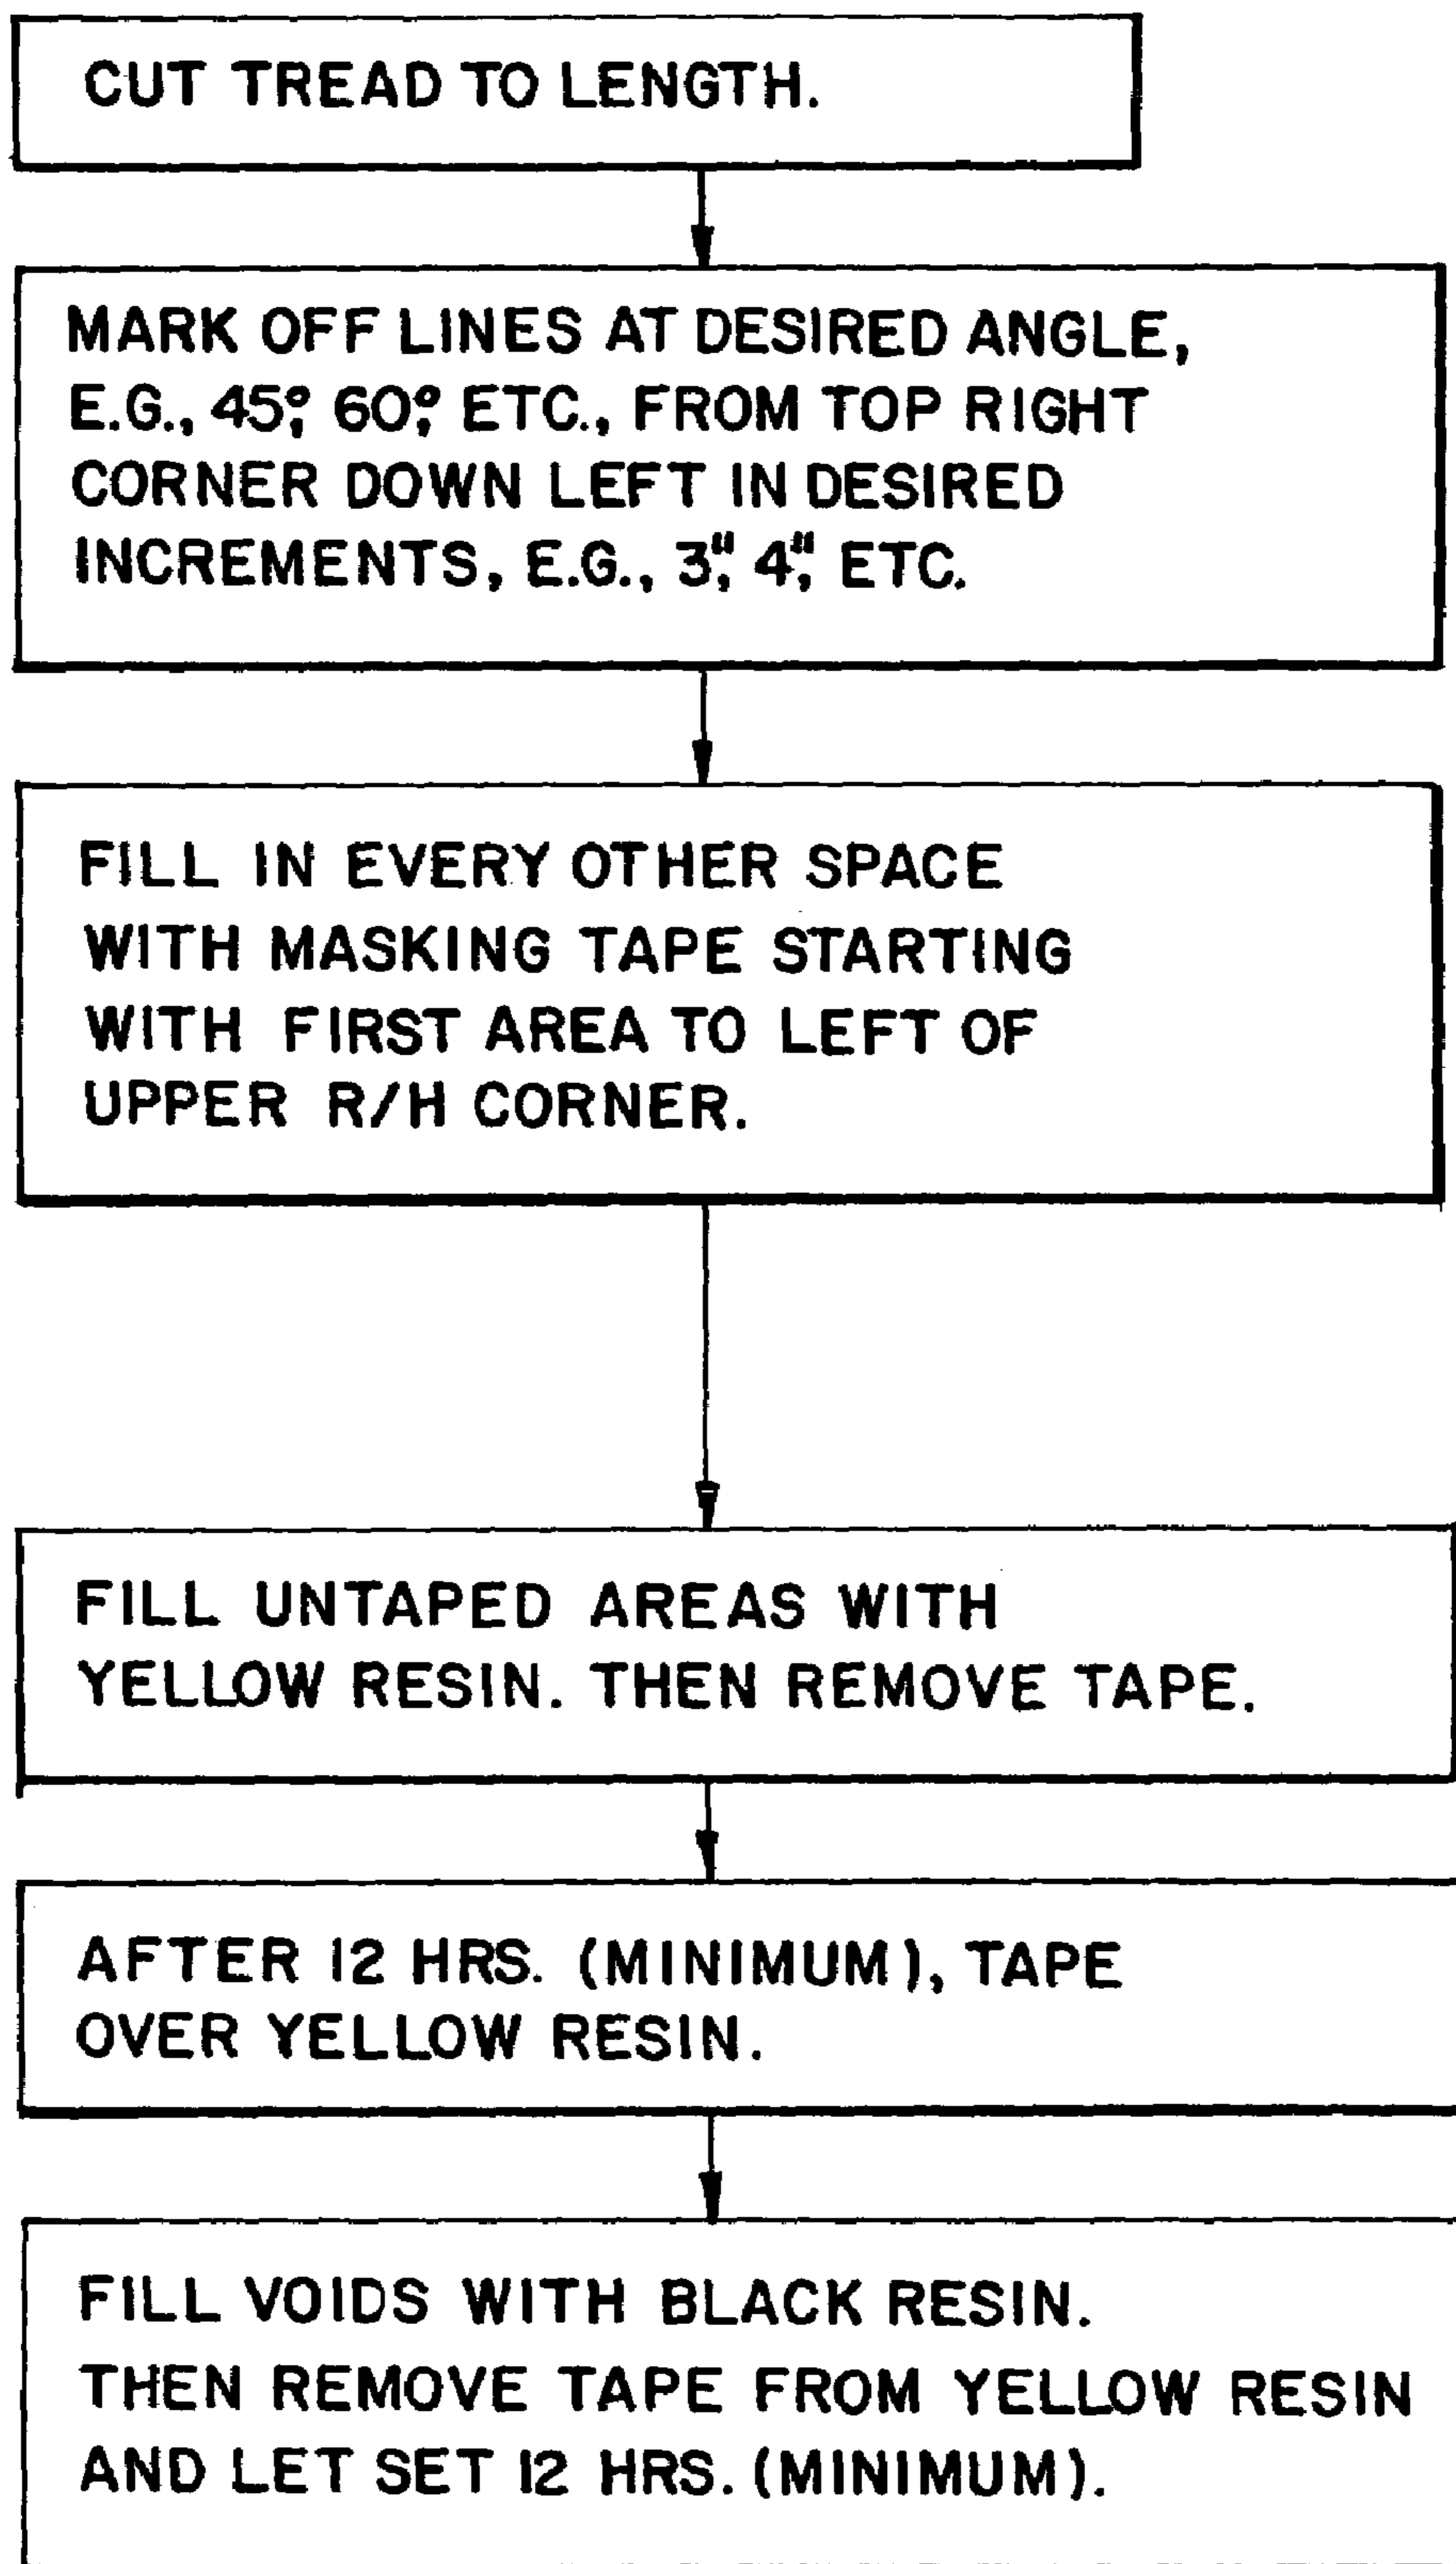 CUT TREAD TO LENGTH.
MARK OFF LINES AT DESIRED ANGLE,
E.G., 45°, 60°, ETC., FROM TOP RIGHT
CORNER DOWN LEFT IN DESIRED
INCREMENTS, E.G., 3", 4", ETC.
FILL IN EVERY OTHER SPACE
WITH MASKING TAPE STARTING
WITH FIRST AREA TO LEFT OF
UPPER R/H CORNER.
FILL UNTAPED AREAS WITH
YELLOW RESIN. THEN REMOVE TAPE.
AFTER 12 HRS. (MINIMUM), TAPE
OVER YELLOW RESIN.
FILL VOIDS WITH BLACK RESIN.
THEN REMOVE TAPE FROM YELLOW RESIN
AND LET SET 12 HRS. (MINIMUM).